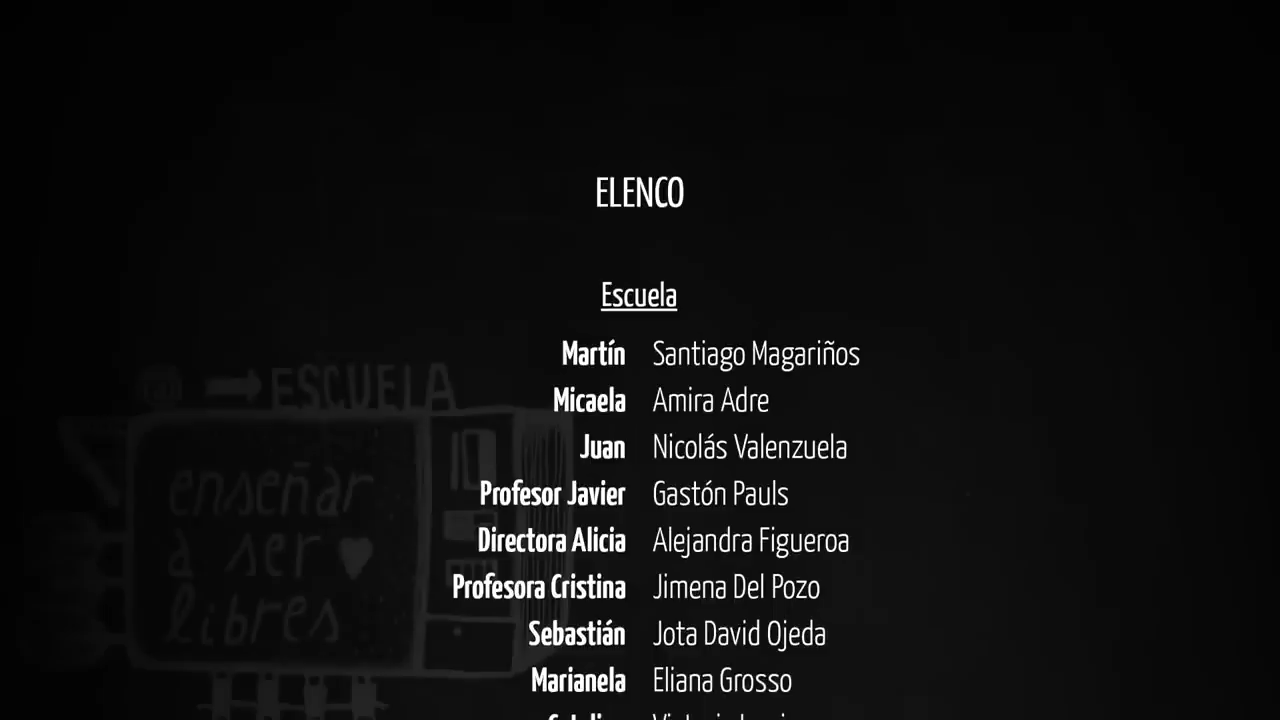 ELENCO
Escuela
Martín Santiago Magariños
Micaela Amira Adre
Juan Nicolás Valenzuela
Profesor Javier Gastón Pauls
Directora Alicia Alejandra Figueroa
Profesora Cristina Jimena Del Pozo
Sebastián Jota David Ojeda
Marianela Eliana Grosso
ESCUELA
enseñar
a ser
libres